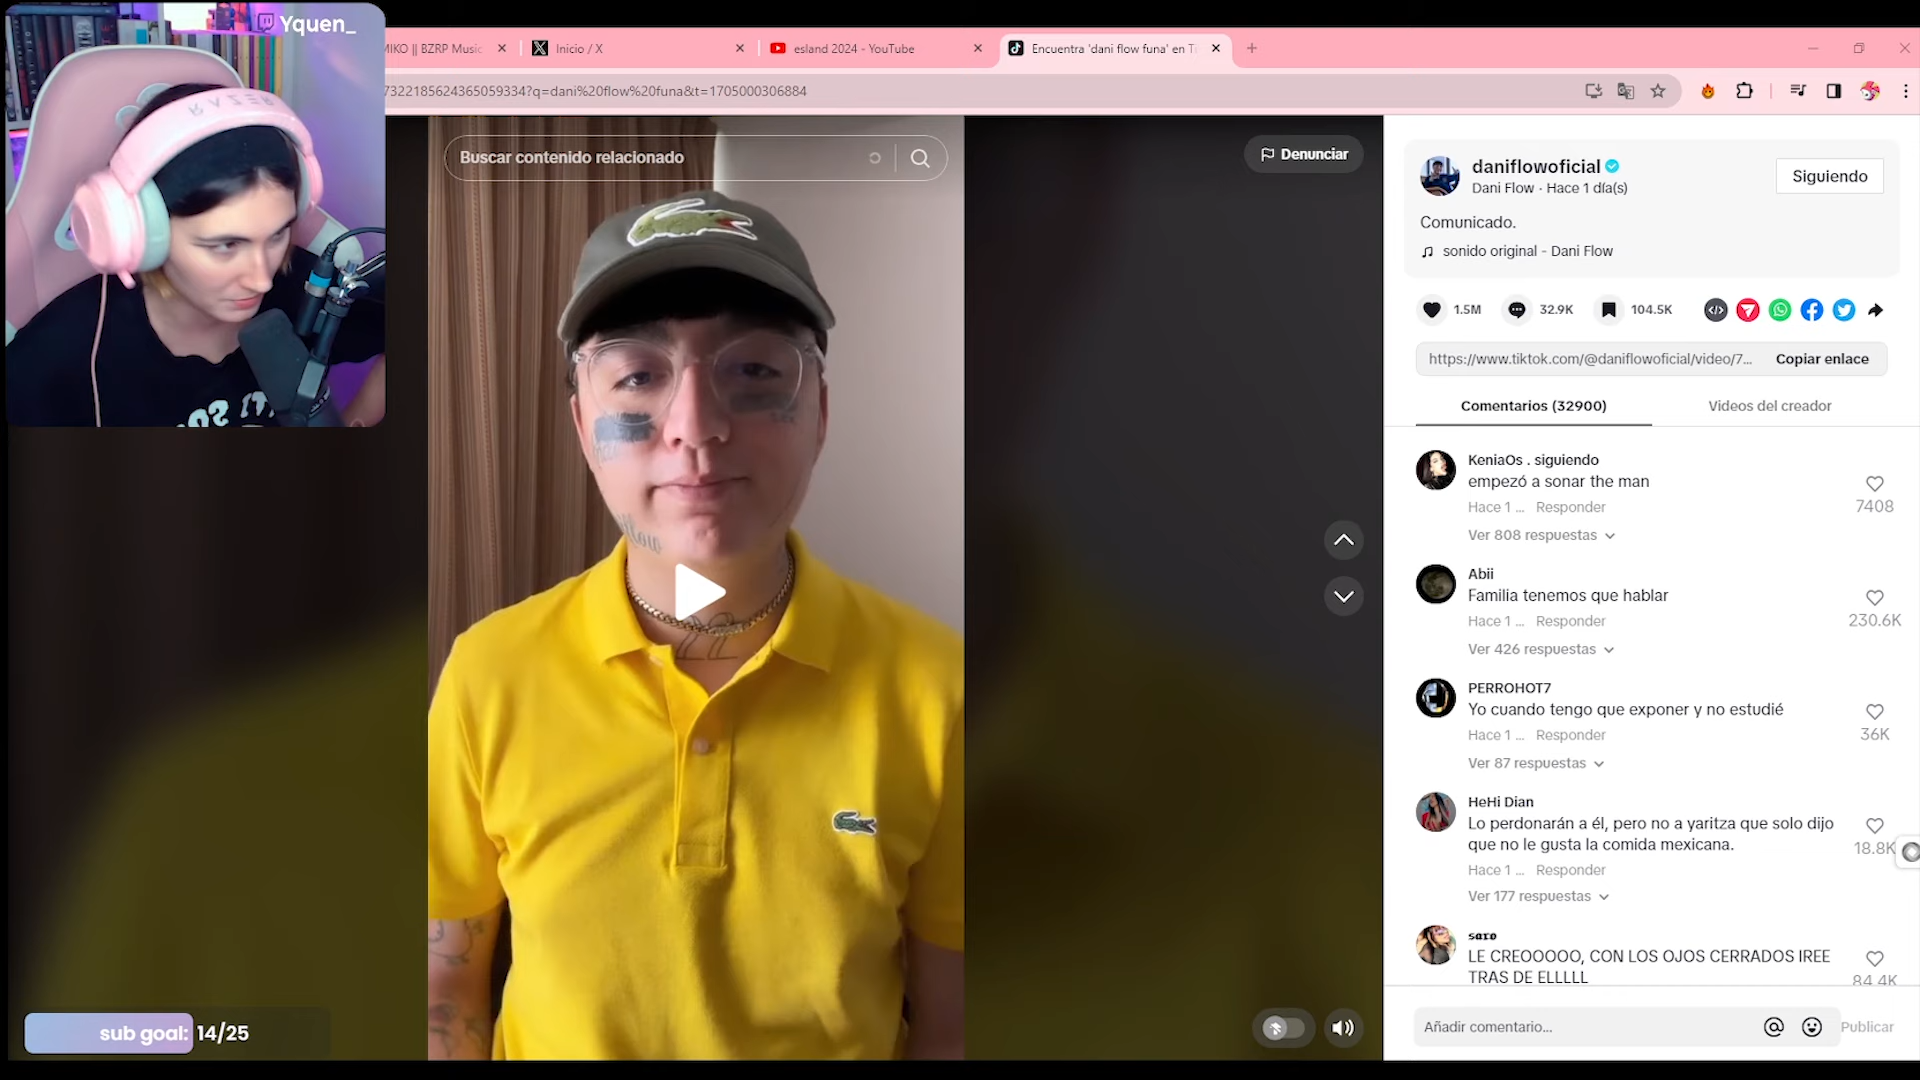 Yquen_
MIKO || BZRP Music
Inicio / X
esland 2024 - YouTube
Encuentra 'dani flow funa' en T
7322185624365059334?q=dani%20flow%20funa&t=1705000306884
RAZER
Buscar contenido relacionado
Denunciar
daniflowoficial
Dani Flow · Hace 1 día(s)
Siguiendo
Comunicado.
sonido original - Dani Flow
1.5M
32.9K
104.5K
https://www.tiktok.com/@daniflowoficial/video/7...
Copiar enlace
Comentarios (32900)
Videos del creador
KeniaOs . siguiendo
empezó a sonar the man
7408
Hace 1 ... Responder
Ver 808 respuestas
Abii
Familia tenemos que hablar
230.6K
Hace 1 ... Responder
Ver 426 respuestas
PERROHOT7
Yo cuando tengo que exponer y no estudié
36K
Hace 1 ... Responder
Ver 87 respuestas
HeHi Dian
Lo perdonarán a él, pero no a yaritza que solo dijo
que no le gusta la comida mexicana.
18.8K
Hace 1 ... Responder
Ver 177 respuestas
saro
LE CREOOOOO, CON LOS OJOS CERRADOS IREE
TRAS DE ELLLLL
84.4K
Añadir comentario...
Publicar
sub goal: 14/25